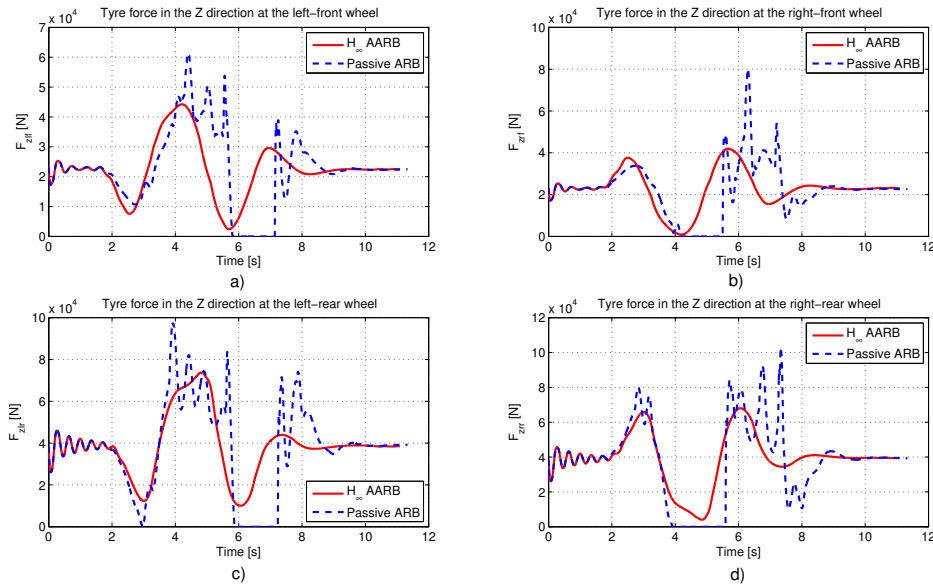 Tyre force in the Z direction at the left-front wheel
x 10^4
7
6
5
4
3
2
1
0
F_zlf [N]
H_∞ AARB
Passive ARB
0 2 4 6 8 10 12
Time [s]
a)
Tyre force in the Z direction at the right-front wheel
x 10^4
10
8
6
4
2
0
F_zrf [N]
H_∞ AARB
Passive ARB
0 2 4 6 8 10 12
Time [s]
b)
Tyre force in the Z direction at the left-rear wheel
x 10^4
10
8
6
4
2
0
F_zlr [N]
H_∞ AARB
Passive ARB
0 2 4 6 8 10 12
Time [s]
c)
Tyre force in the Z direction at the right-rear wheel
x 10^4
12
10
8
6
4
2
0
F_zrr [N]
H_∞ AARB
Passive ARB
0 2 4 6 8 10 12
Time [s]
d)